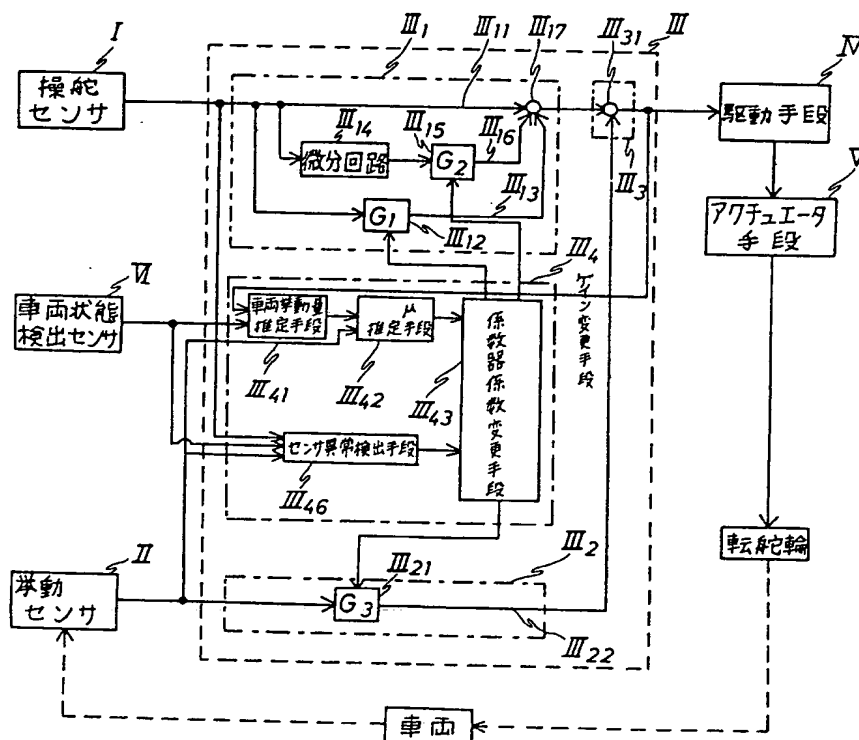 I
操舵
センサ
III1
III11
III17
III31
III
IV
駆動手段
III14
微分回路
III15
G2
III16
III13
G1
III12
III3
V
アクチュエータ
手段
III4
ゲイン変更手段
VI
車両状態
検出センサ
車両挙動量
推定手段
III41
μ
推定手段
III42
係数器係数変更手段
III43
センサ異常検出手段
III46
II
挙動
センサ
III2
III21
G3
III22
転舵輪
車両